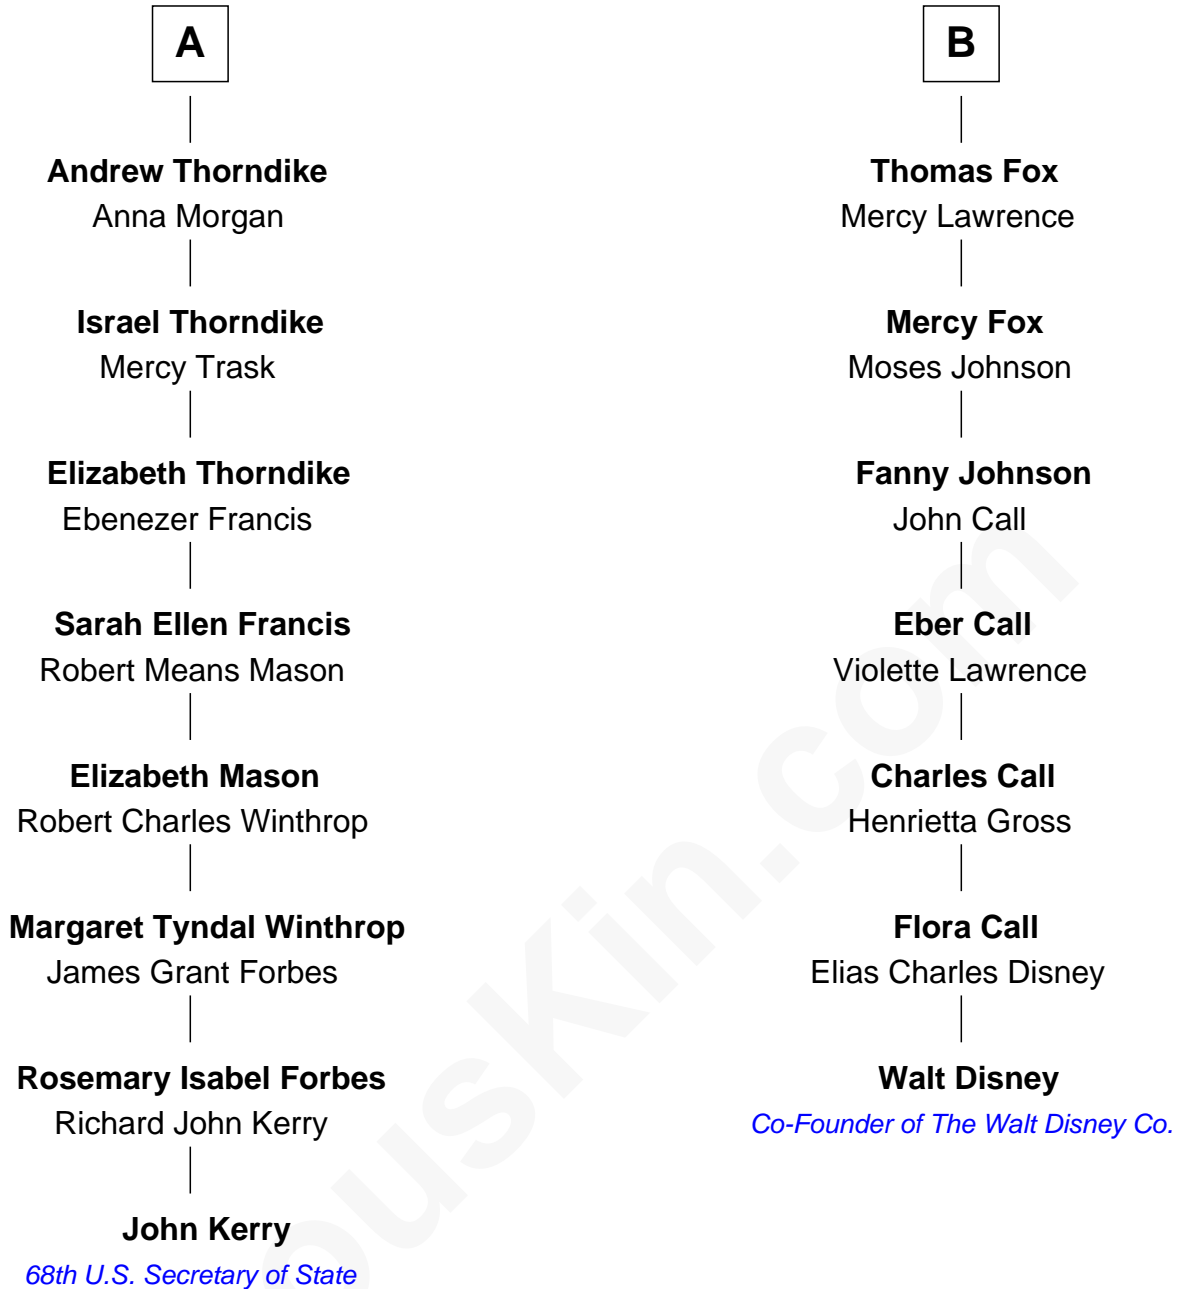 A
Andrew Thorndike
Anna Morgan
Israel Thorndike
Mercy Trask
Elizabeth Thorndike
Ebenezer Francis
Sarah Ellen Francis
Robert Means Mason
Elizabeth Mason
Robert Charles Winthrop
Margaret Tyndal Winthrop
James Grant Forbes
Rosemary Isabel Forbes
Richard John Kerry
John Kerry
68th U.S. Secretary of State
B
Thomas Fox
Mercy Lawrence
Mercy Fox
Moses Johnson
Fanny Johnson
John Call
Eber Call
Violette Lawrence
Charles Call
Henrietta Gross
Flora Call
Elias Charles Disney
Walt Disney
Co-Founder of The Walt Disney Co.
ousKin.com